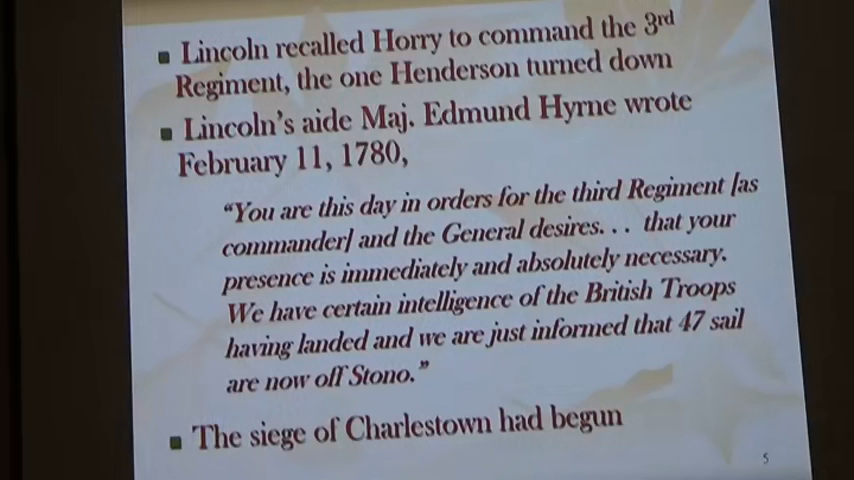 ▪ Lincoln recalled Horry to command the 3rd
Regiment, the one Henderson turned down
▪ Lincoln's aide Maj. Edmund Hyrne wrote
February 11, 1780,
“You are this day in orders for the third Regiment [as
commander] and the General desires. . . that your
presence is immediately and absolutely necessary.
We have certain intelligence of the British Troops
having landed and we are just informed that 47 sail
are now off Stono.”
▪ The siege of Charlestown had begun
5